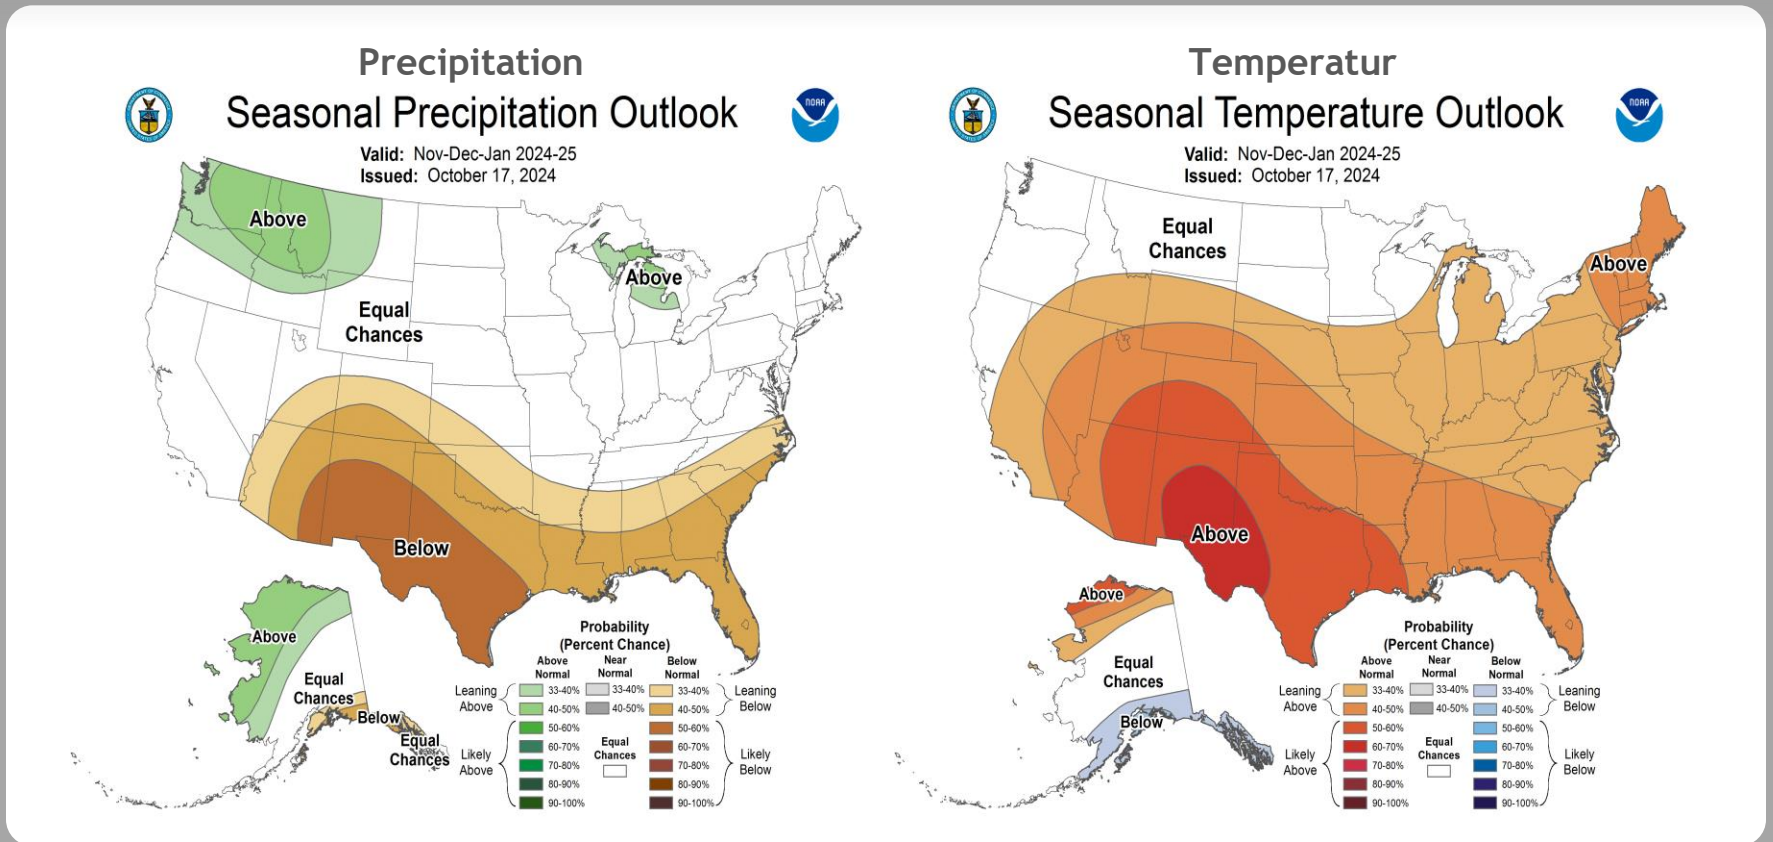 Precipitation
Seasonal Precipitation Outlook
NOAA
Valid: Nov-Dec-Jan 2024-25
Issued: October 17, 2024
Above
Above
Equal
Chances
Below
Above
Equal
Chances
Below
Equal
Chances
Probability
(Percent Chance)
Above
Normal
Near
Normal
Below
Normal
Leaning
Above
33-40%
33-40%
33-40%
Leaning
Below
40-50%
40-50%
40-50%
Likely
Above
50-60%
50-60%
Likely
Below
60-70%
Equal
Chances
60-70%
70-80%
70-80%
80-90%
80-90%
90-100%
90-100%
Temperatur
Seasonal Temperature Outlook
NOAA
Valid: Nov-Dec-Jan 2024-25
Issued: October 17, 2024
Equal
Chances
Above
Above
Above
Equal
Chances
Below
Probability
(Percent Chance)
Above
Normal
Near
Normal
Below
Normal
Leaning
Above
33-40%
33-40%
33-40%
Leaning
Below
40-50%
40-50%
40-50%
Likely
Above
50-60%
50-60%
Likely
Below
60-70%
Equal
Chances
60-70%
70-80%
70-80%
80-90%
80-90%
90-100%
90-100%